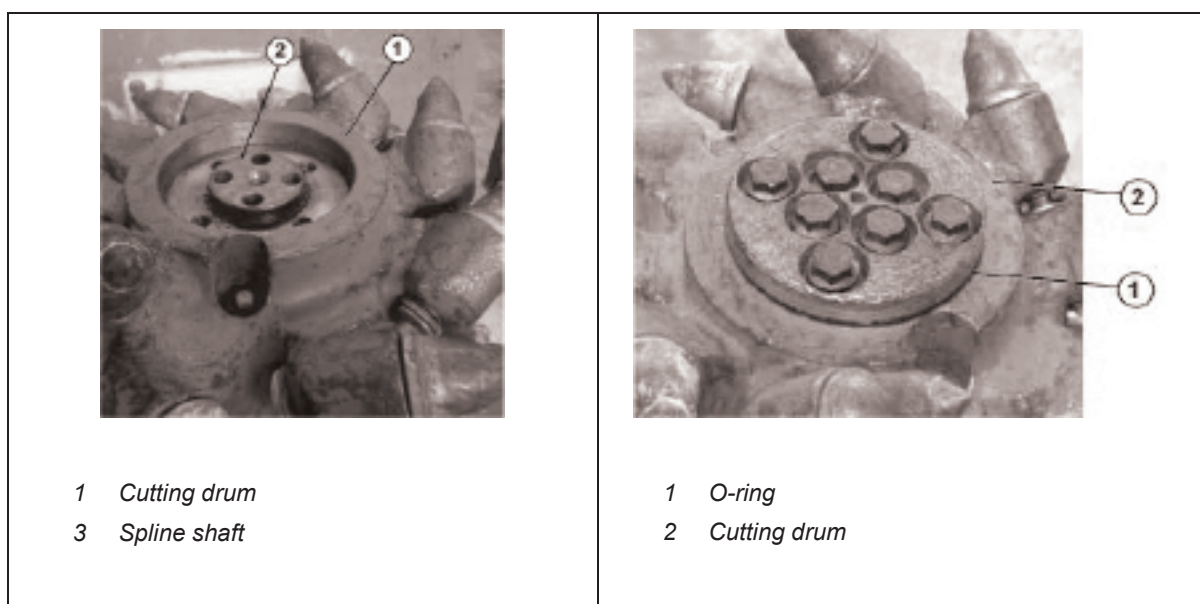 2
1
2
1
1 Cutting drum
3 Spline shaft
1 O-ring
2 Cutting drum